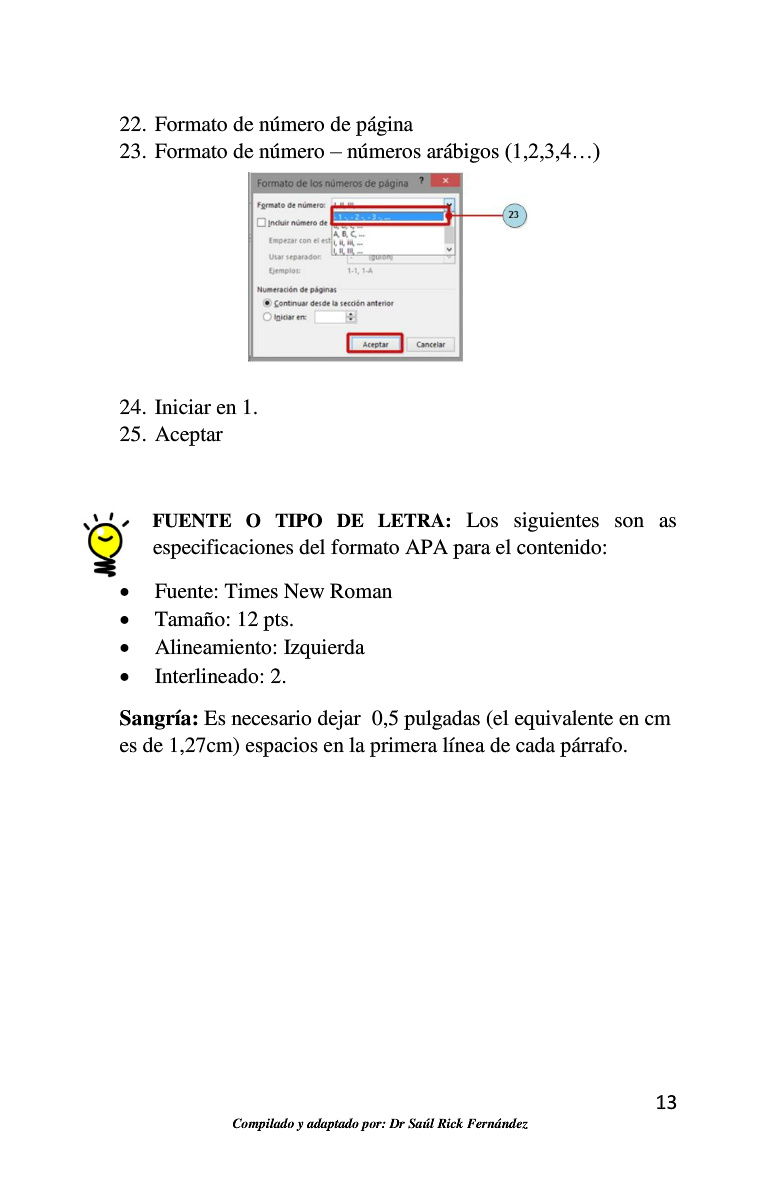 22. Formato de número de página
23. Formato de número – números arábigos (1,2,3,4…)
Formato de los números de página ? ×
Formato de número:
- 1 -, - 2 -, - 3 -, ...
23
Incluir número de
A, B, C, ...
Empezar con el est
i, ii, iii, ...
I, II, III, ...
Usar separador: - (guión)
Ejemplos: 1-1, 1-A
Numeración de páginas
Continuar desde la sección anterior
Iniciar en:
Aceptar Cancelar
24. Iniciar en 1.
25. Aceptar
FUENTE O TIPO DE LETRA: Los siguientes son as
especificaciones del formato APA para el contenido:
• Fuente: Times New Roman
• Tamaño: 12 pts.
• Alineamiento: Izquierda
• Interlineado: 2.
Sangría: Es necesario dejar 0,5 pulgadas (el equivalente en cm
es de 1,27cm) espacios en la primera línea de cada párrafo.
13
Compilado y adaptado por: Dr Saúl Rick Fernández